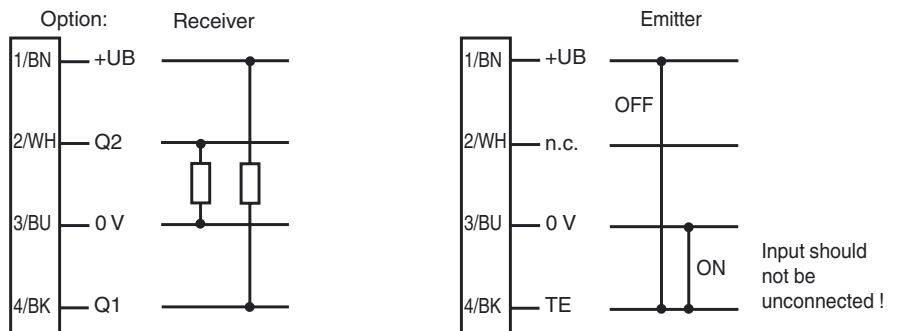 Option:
Receiver
1/BN
+UB
2/WH
Q2
3/BU
0 V
4/BK
Q1
Emitter
1/BN
+UB
OFF
2/WH
n.c.
3/BU
0 V
ON
4/BK
TE
Input should
not be
unconnected !